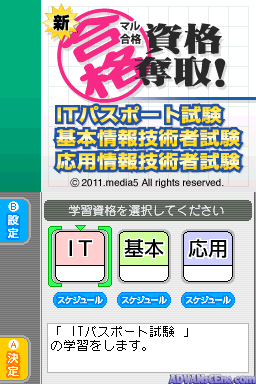 新
マル合格
合格
資格
奪取!
ITパスポート試験
基本情報技術者試験
応用情報技術者試験
© 2011.media5 All rights reserved.
学習資格を選択してください
B 設定
IT
基本
応用
スケジュール
スケジュール
スケジュール
「 ITパスポート試験 」
の学習をします。
A 決定
ADVANsCEne.com